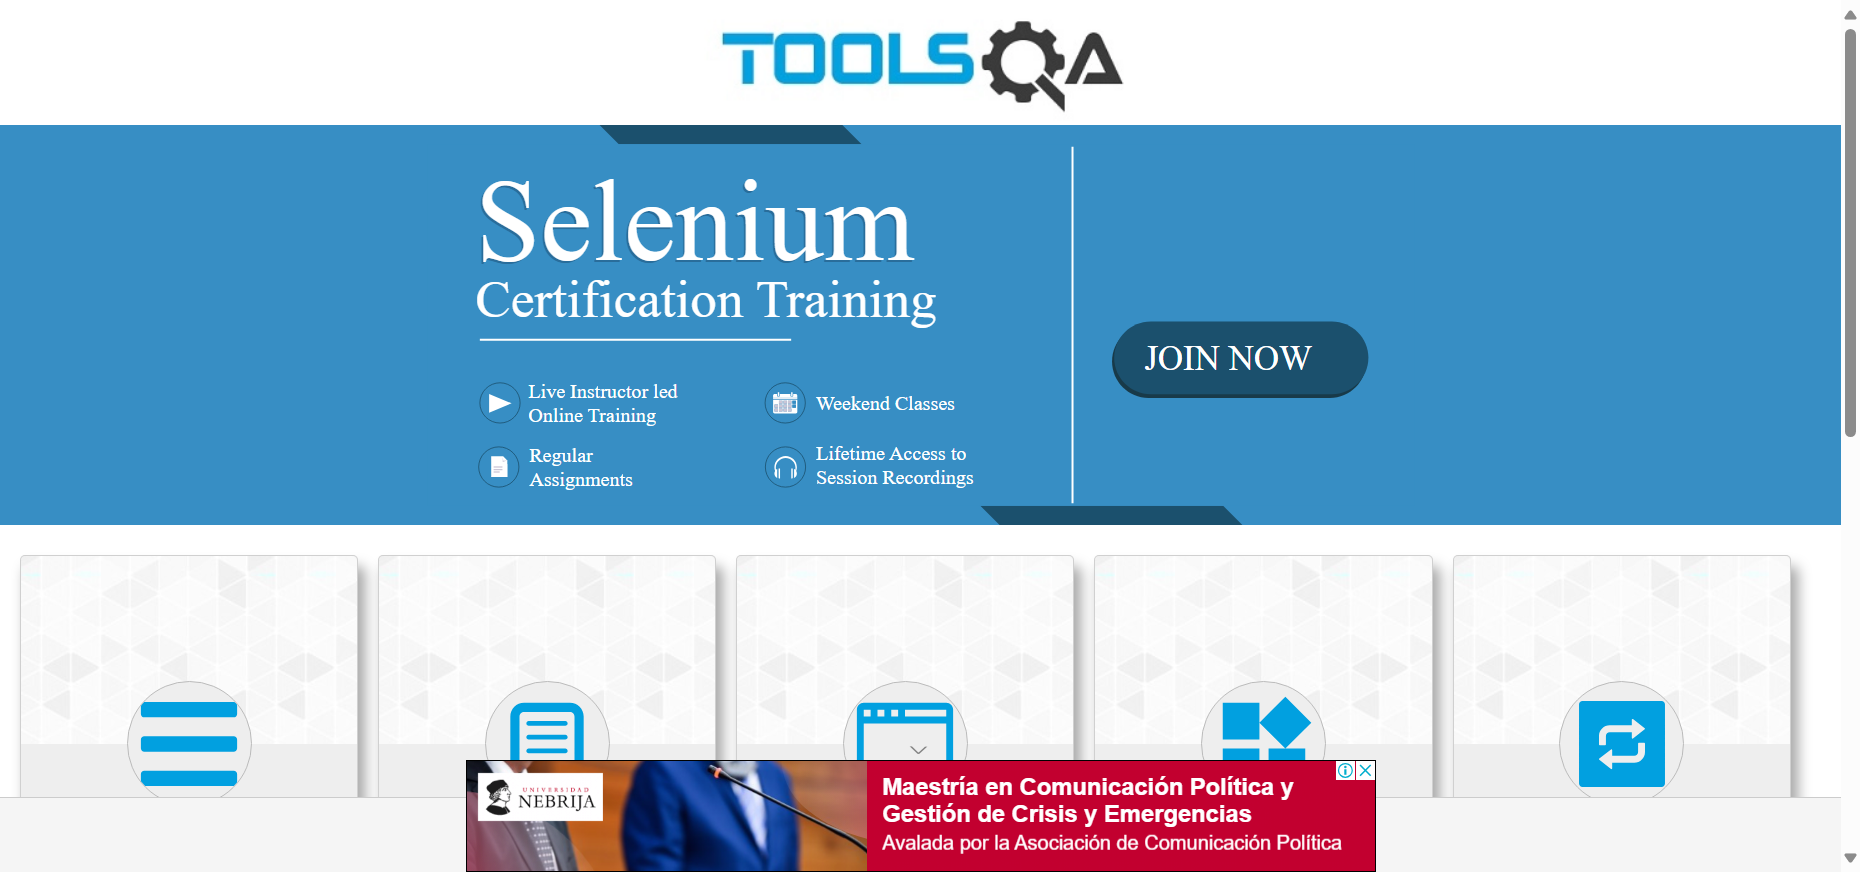 TOOLSQA
Selenium
Certification Training
Live Instructor led
Online Training
Weekend Classes
Regular
Assignments
Lifetime Access to
Session Recordings
JOIN NOW
UNIVERSIDAD
NEBRIJA
Maestría en Comunicación Política y
Gestión de Crisis y Emergencias
Avalada por la Asociación de Comunicación Política